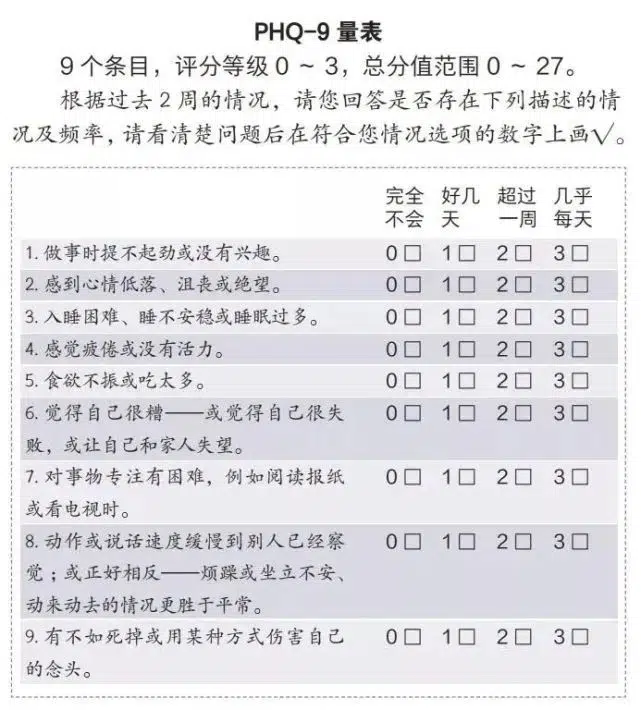 PHQ-9 量表
9 个条目，评分等级 0 ~ 3，总分值范围 0 ~ 27。
根据过去 2 周的情况，请您回答是否存在下列描述的情
况及频率，请看清楚问题后在符合您情况选项的数字上画√。
完全 好几 超过 几乎
不会 天 一周 每天
1. 做事时提不起劲或没有兴趣。 0 □ 1 □ 2 □ 3 □
2. 感到心情低落、沮丧或绝望。 0 □ 1 □ 2 □ 3 □
3. 入睡困难、睡不安稳或睡眠过多。 0 □ 1 □ 2 □ 3 □
4. 感觉疲倦或没有活力。 0 □ 1 □ 2 □ 3 □
5. 食欲不振或吃太多。 0 □ 1 □ 2 □ 3 □
6. 觉得自己很糟——或觉得自己很失 0 □ 1 □ 2 □ 3 □
败，或让自己和家人失望。
7. 对事物专注有困难，例如阅读报纸 0 □ 1 □ 2 □ 3 □
或看电视时。
8. 动作或说话速度缓慢到别人已经察 0 □ 1 □ 2 □ 3 □
觉；或正好相反——烦躁或坐立不安、
动来动去的情况更胜于平常。
9. 有不如死掉或用某种方式伤害自己 0 □ 1 □ 2 □ 3 □
的念头。